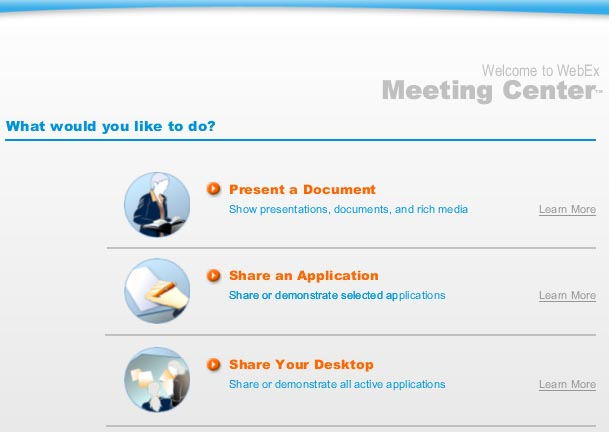 Welcome to WebEx
Meeting Center™
What would you like to do?
Present a Document
Show presentations, documents, and rich media
Learn More
Share an Application
Share or demonstrate selected applications
Learn More
Share Your Desktop
Share or demonstrate all active applications
Learn More